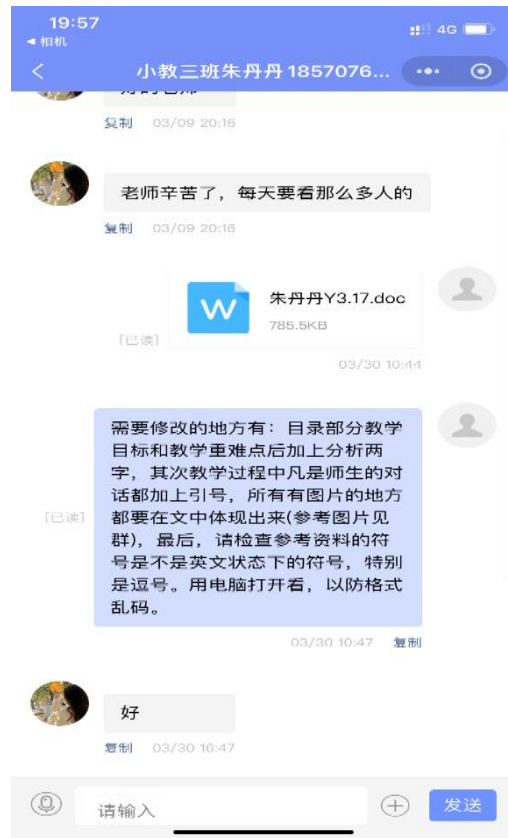 19:57
4G
◀ 相机
小教三班朱丹丹1857076...
复制 03/09 20:16
老师辛苦了，每天要看那么多人的
复制 03/09 20:16
朱丹丹Y3.17.doc
785.5KB
[已读]
03/30 10:44
需要修改的地方有：目录部分教学
目标和教学重难点后加上分析两
字，其次教学过程中凡是师生的对
话都加上引号，所有有图片的地方
都要在文中体现出来(参考图片见
群)，最后，请检查参考资料的符
号是不是英文状态下的符号，特别
是逗号。用电脑打开看，以防格式
乱码。
[已读]
03/30 10:47 复制
好
复制 03/30 16:47
请输入
发送